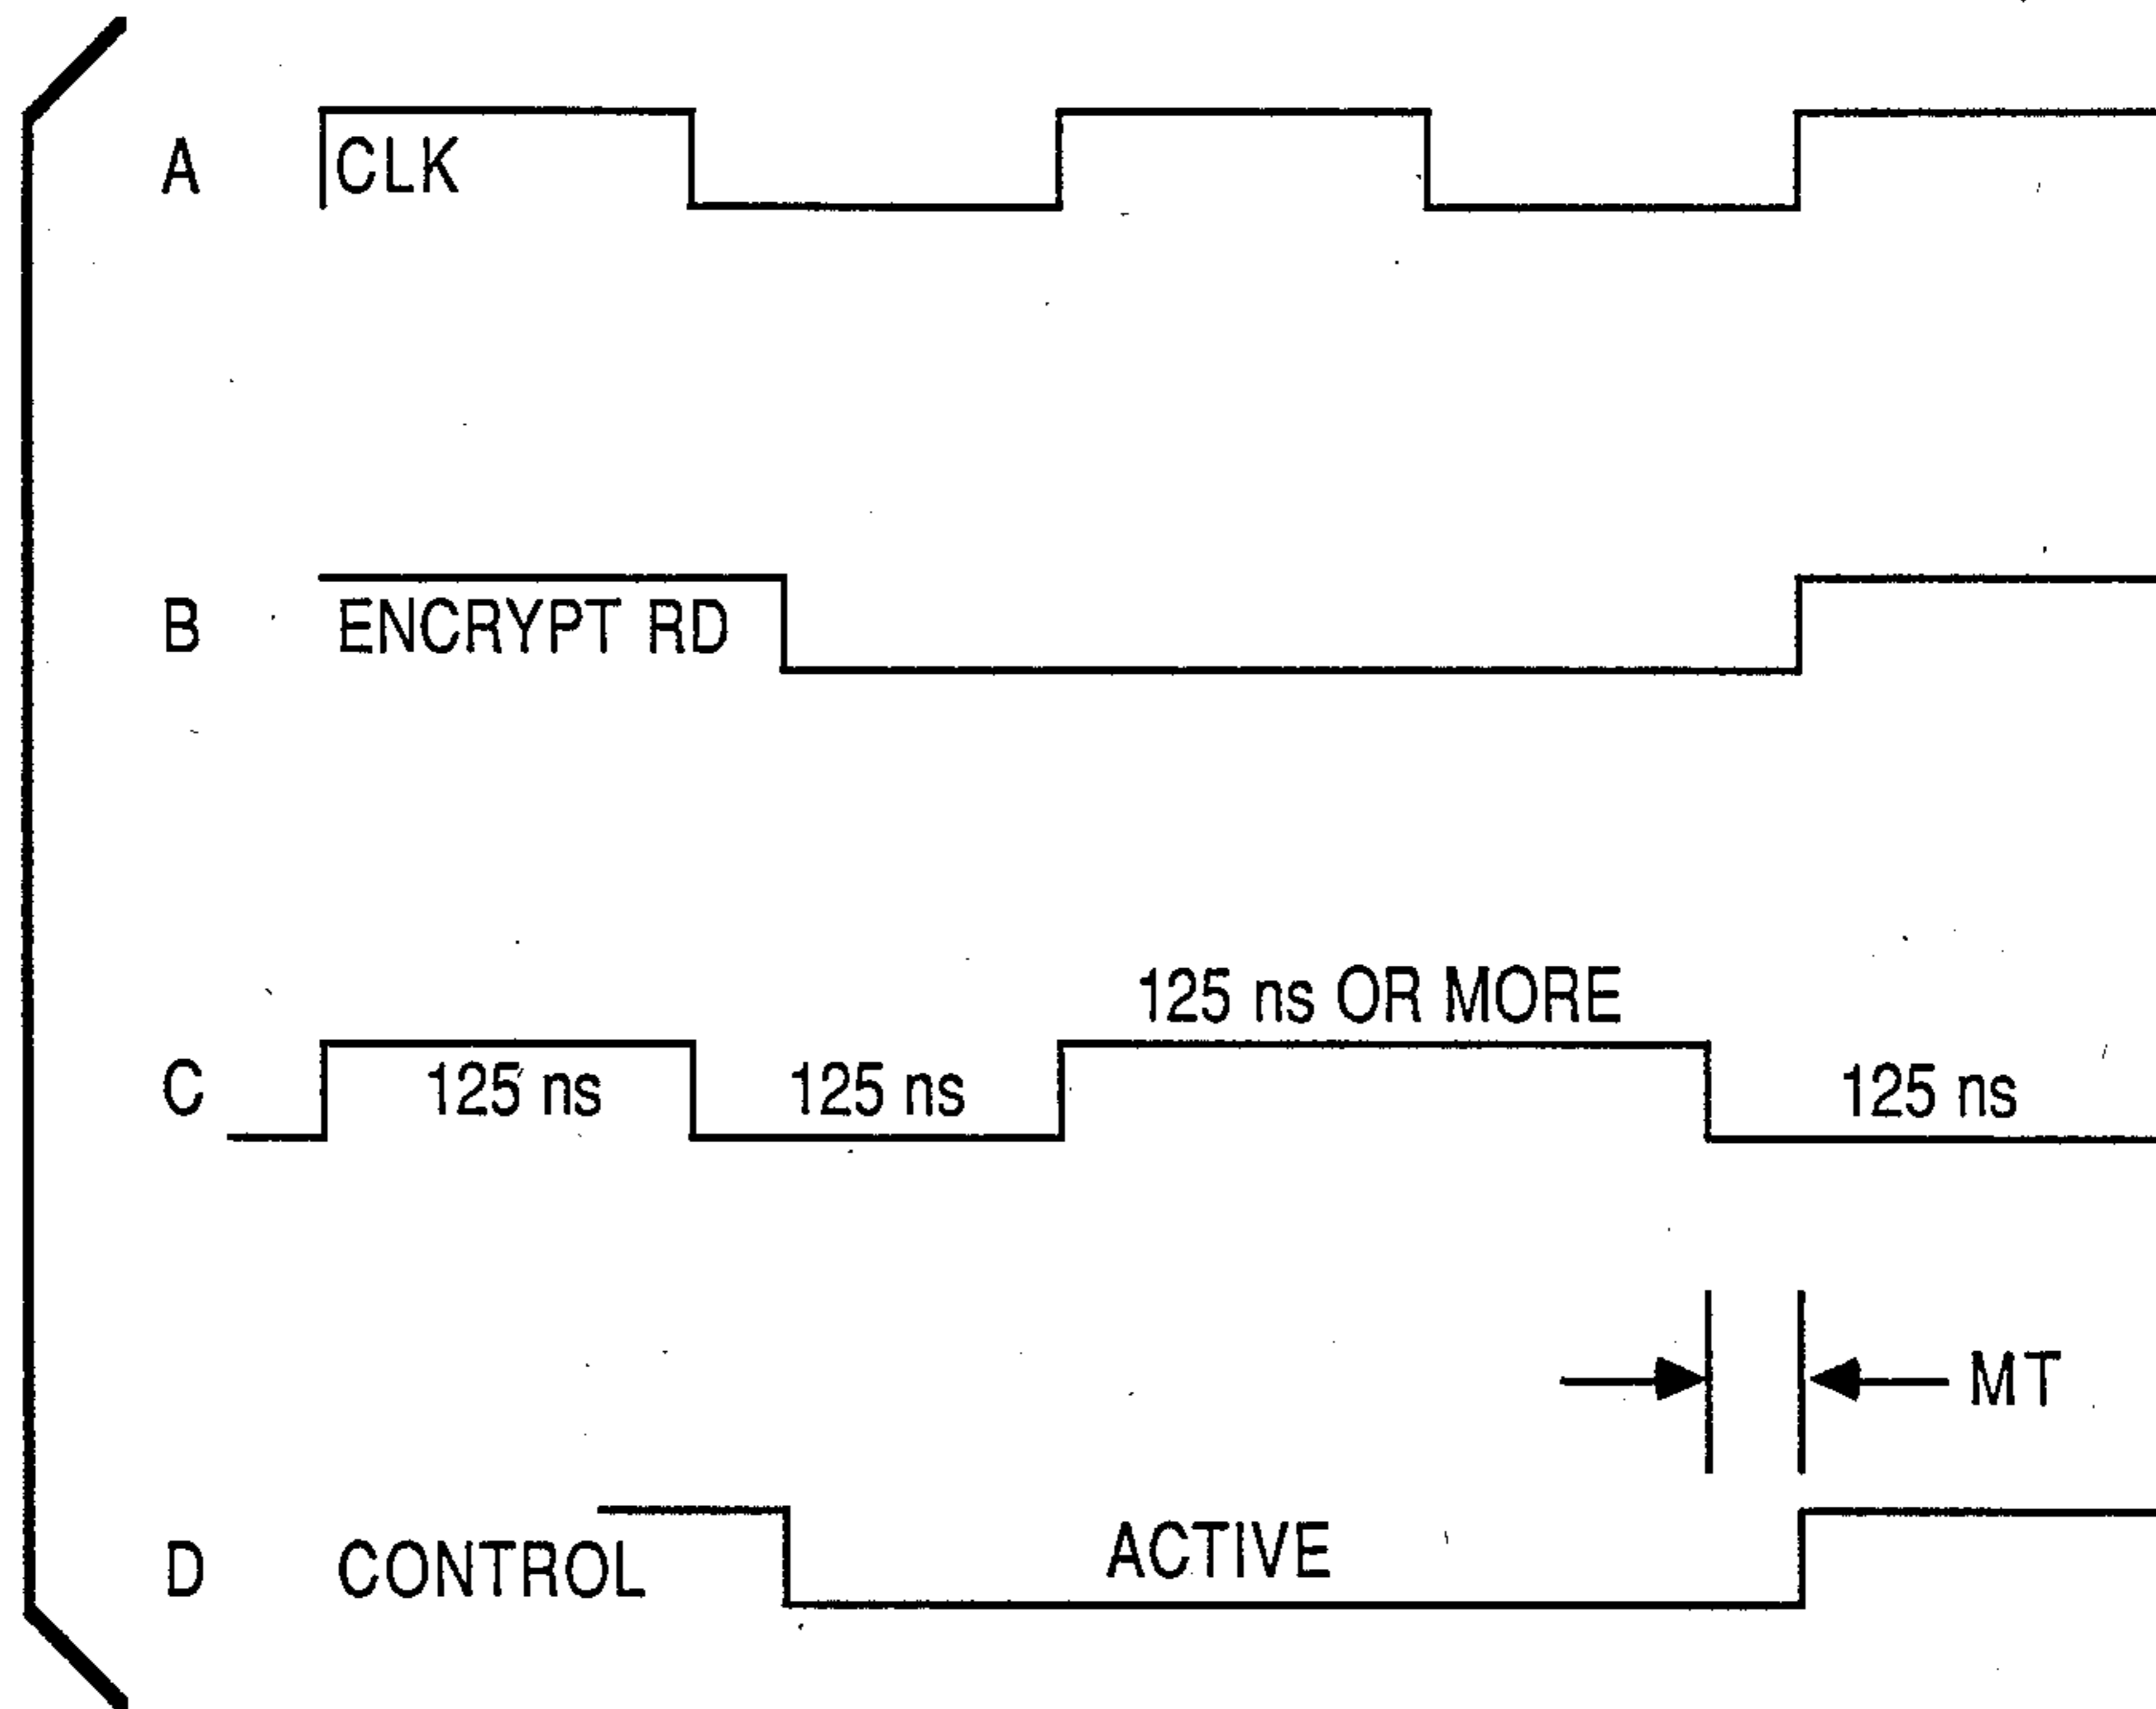 A CLK
B ENCRYPT RD
125 ns OR MORE
C 125 ns 125 ns 125 ns
MT
D CONTROL ACTIVE